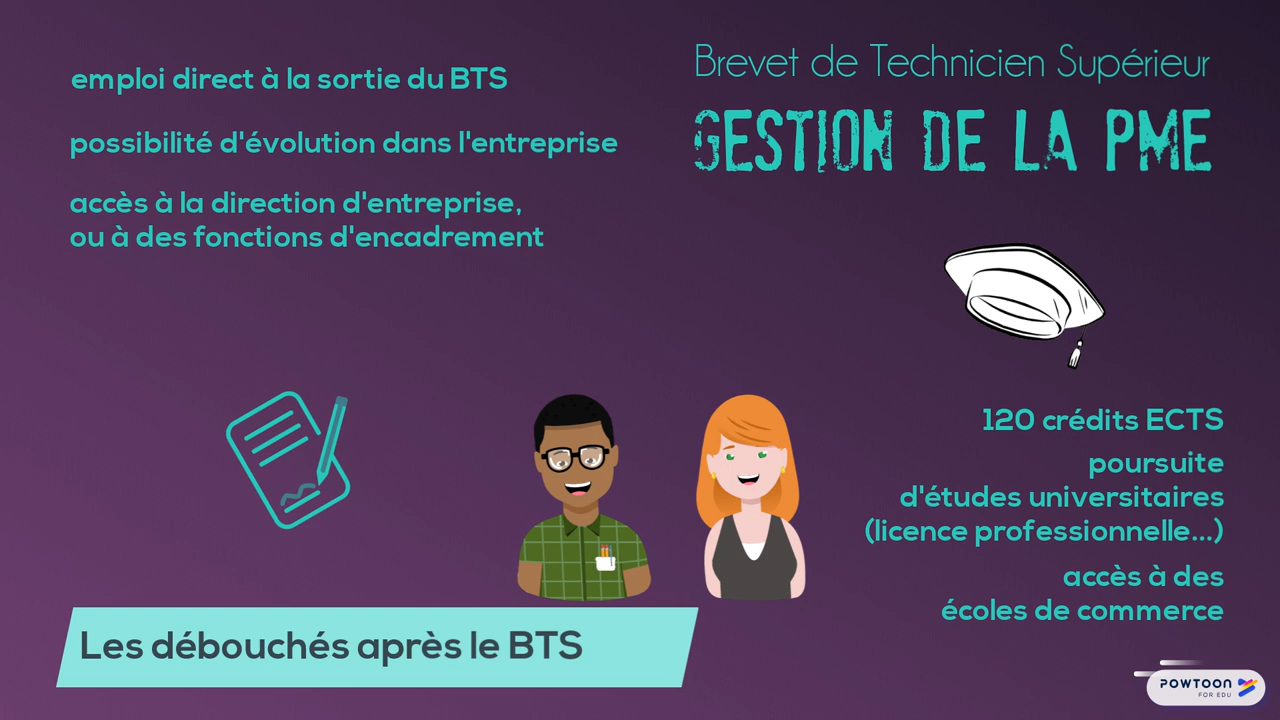 emploi direct à la sortie du BTS
possibilité d'évolution dans l'entreprise
accès à la direction d'entreprise,
ou à des fonctions d'encadrement
Brevet de Technicien Supérieur
GESTION DE LA PME
120 crédits ECTS
poursuite
d'études universitaires
(licence professionnelle...)
accès à des
écoles de commerce
Les débouchés après le BTS
POWTOON
FOR EDU